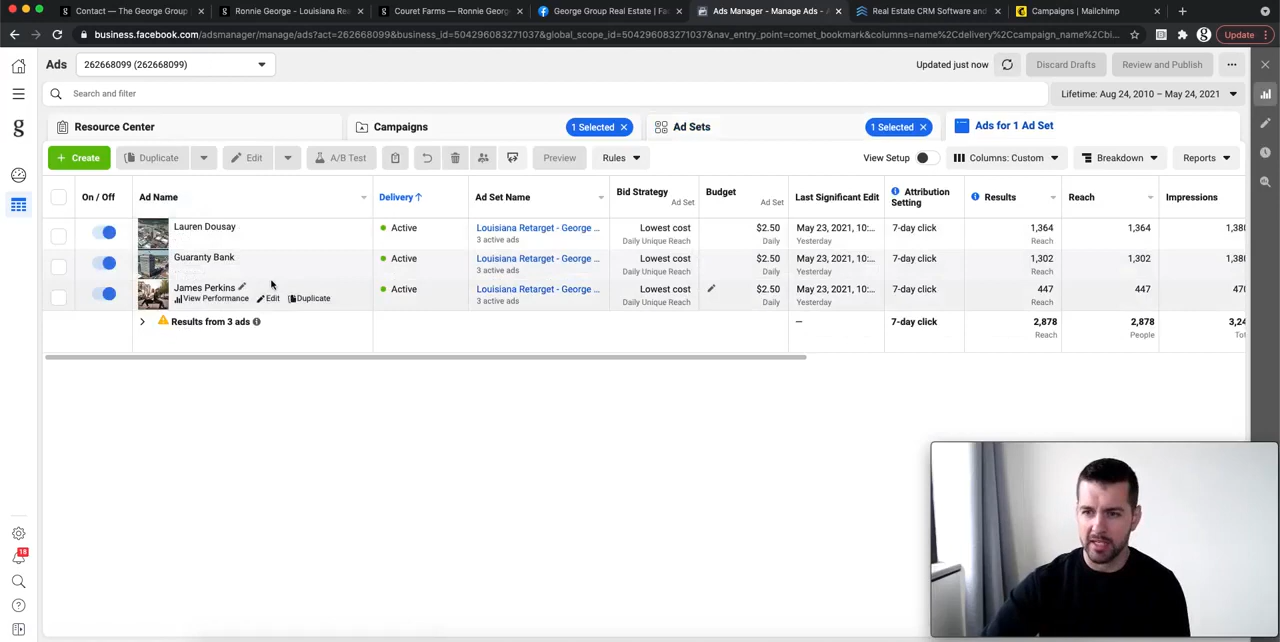 Contact — The George Group
Ronnie George - Louisiana Re
Couret Farms — Ronnie Georg
George Group Real Estate | Fa
Ads Manager - Manage Ads - A
Real Estate CRM Software and
Campaigns | Mailchimp
business.facebook.com/adsmanager/manage/ads?act=262668099&business_id=504296083271037&global_scope_id=504296083271037&nav_entry_point=comet_bookmark&columns=name%2Cdelivery%2Ccampaign_name%2Cbi...
Update
Ads
262668099 (262668099)
Updated just now
Discard Drafts
Review and Publish
Search and filter
Lifetime: Aug 24, 2010 – May 24, 2021
Resource Center
Campaigns
1 Selected
Ad Sets
1 Selected
Ads for 1 Ad Set
+ Create
Duplicate
Edit
A/B Test
Preview
Rules
View Setup
Columns: Custom
Breakdown
Reports
On / Off
Ad Name
Delivery ↑
Ad Set Name
Bid Strategy
Ad Set
Budget
Ad Set
Last Significant Edit
Attribution
Setting
Results
Reach
Impressions
Lauren Dousay
Active
Louisiana Retarget - George ...
3 active ads
Lowest cost
Daily Unique Reach
$2.50
Daily
May 23, 2021, 10:...
Yesterday
7-day click
1,364
Reach
1,364
1,380
Guaranty Bank
Active
Louisiana Retarget - George ...
3 active ads
Lowest cost
Daily Unique Reach
$2.50
Daily
May 23, 2021, 10:...
Yesterday
7-day click
1,302
Reach
1,302
1,380
James Perkins
View Performance
Edit
Duplicate
Active
Louisiana Retarget - George ...
3 active ads
Lowest cost
Daily Unique Reach
$2.50
Daily
May 23, 2021, 10:...
Yesterday
7-day click
447
Reach
447
470
Results from 3 ads
—
7-day click
2,878
Reach
2,878
People
3,24
Tot
18